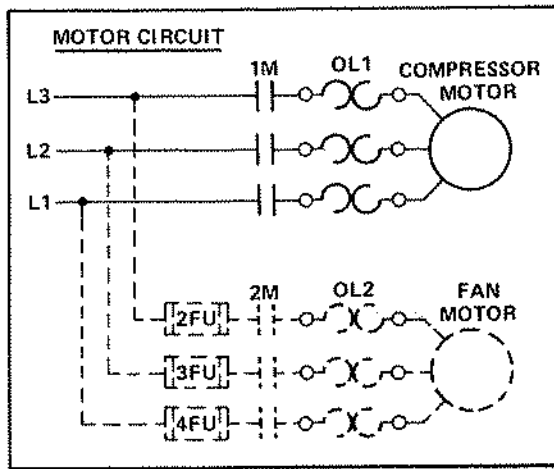 MOTOR CIRCUIT
1M OL1 COMPRESSOR
MOTOR
L3
L2
L1
2M OL2 FAN
MOTOR
2FU
3FU
4FU